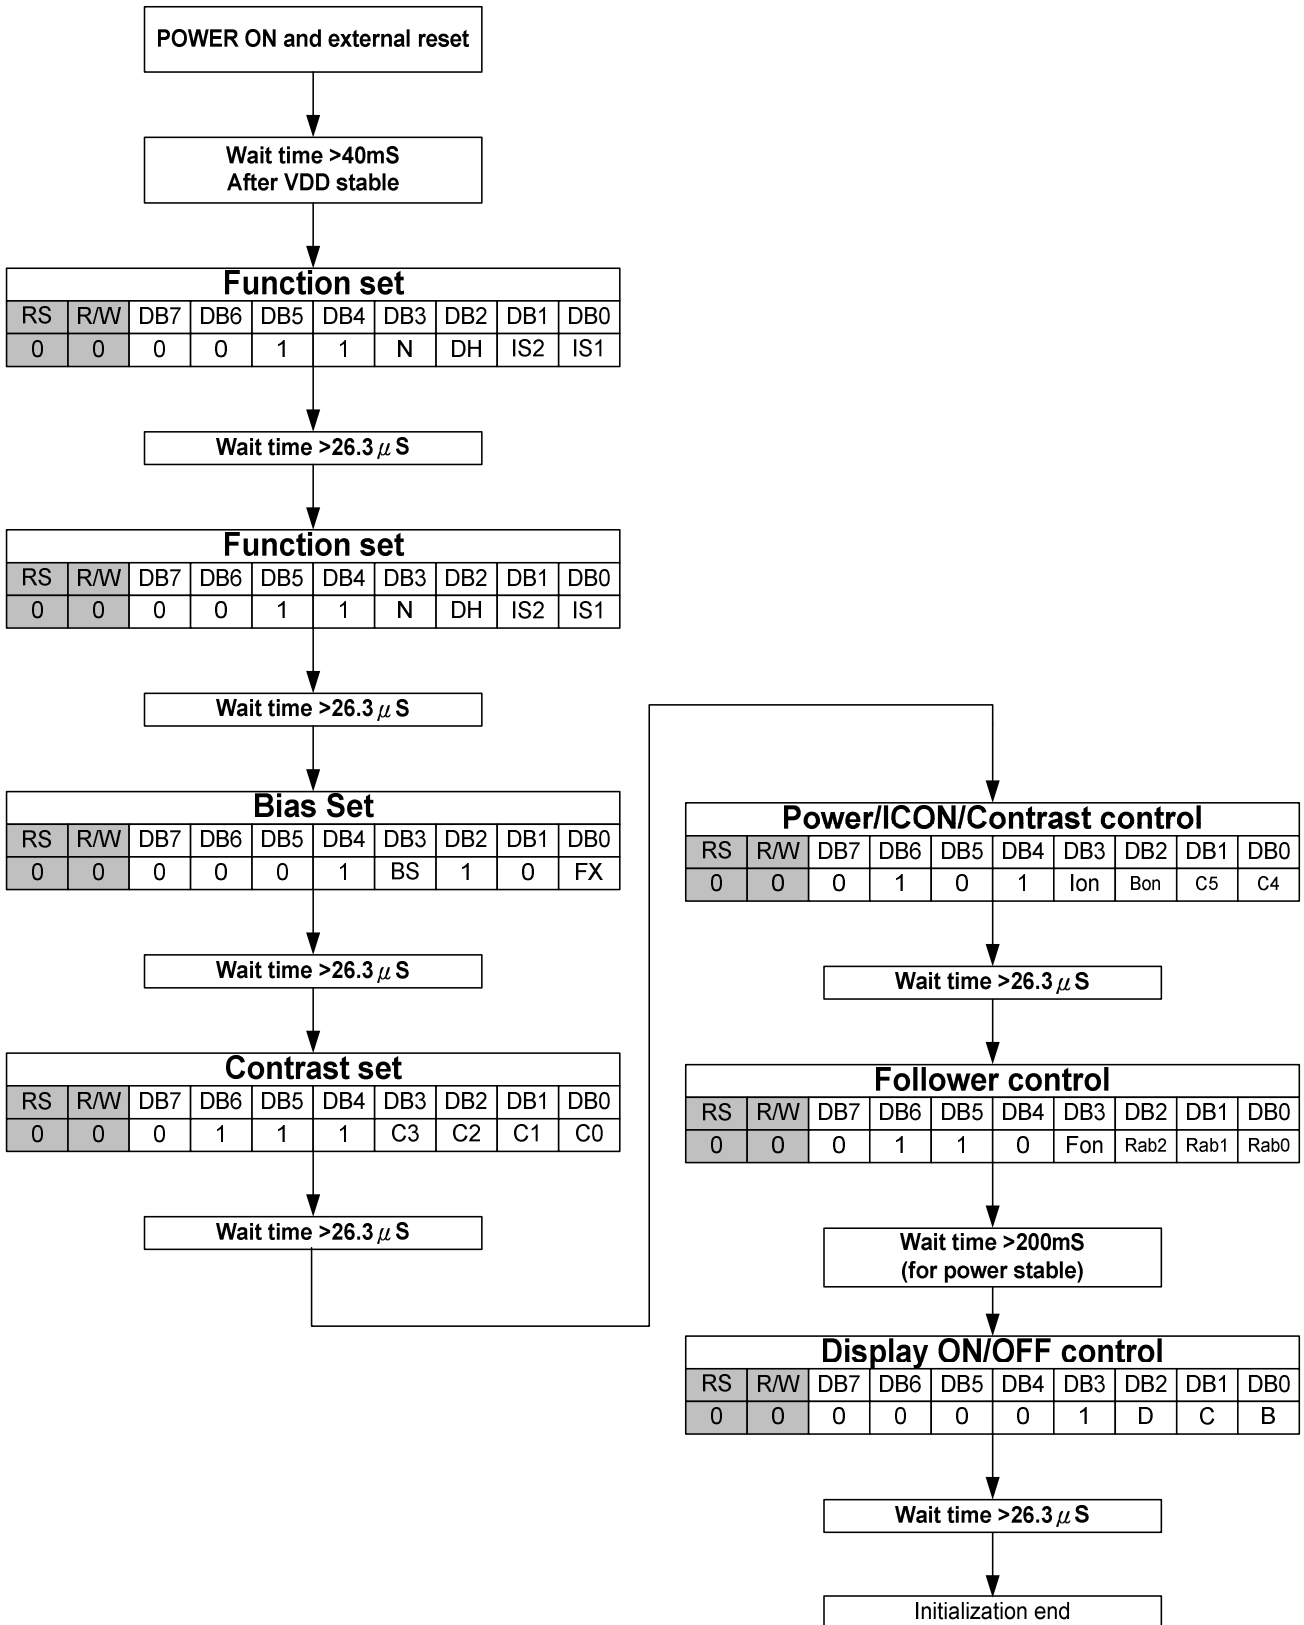 POWER ON and external reset
Wait time >40mS
After VDD stable
Function set
RS R/W DB7 DB6 DB5 DB4 DB3 DB2 DB1 DB0
0 0 0 0 1 1 N DH IS2 IS1
Wait time >26.3μS
Function set
RS R/W DB7 DB6 DB5 DB4 DB3 DB2 DB1 DB0
0 0 0 0 1 1 N DH IS2 IS1
Wait time >26.3μS
Bias Set
RS R/W DB7 DB6 DB5 DB4 DB3 DB2 DB1 DB0
0 0 0 0 0 1 BS 1 0 FX
Wait time >26.3μS
Contrast set
RS R/W DB7 DB6 DB5 DB4 DB3 DB2 DB1 DB0
0 0 0 1 1 1 C3 C2 C1 C0
Wait time >26.3μS
Power/ICON/Contrast control
RS R/W DB7 DB6 DB5 DB4 DB3 DB2 DB1 DB0
0 0 0 1 0 1 Ion Bon C5 C4
Wait time >26.3μS
Follower control
RS R/W DB7 DB6 DB5 DB4 DB3 DB2 DB1 DB0
0 0 0 1 1 0 Fon Rab2 Rab1 Rab0
Wait time >200mS
(for power stable)
Display ON/OFF control
RS R/W DB7 DB6 DB5 DB4 DB3 DB2 DB1 DB0
0 0 0 0 0 0 1 D C B
Wait time >26.3μS
Initialization end